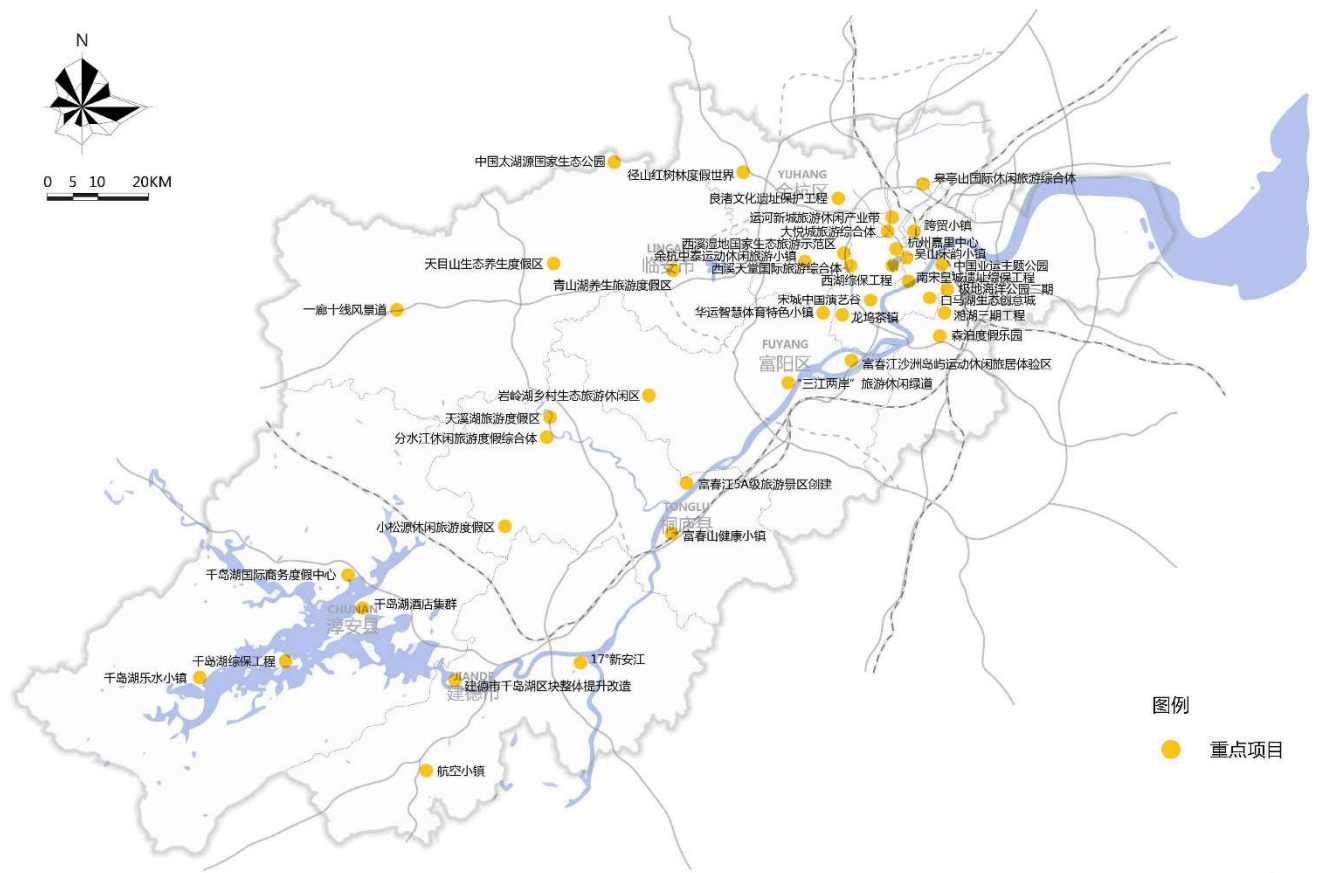 N
0 5 10 20KM
中国太湖源国家生态公园
径山红树林度假世界
YUHANG
余杭区
皋亭山国际休闲旅游综合体
良渚文化遗址保护工程
运河新城旅游休闲产业带
跨贸小镇
大悦城旅游综合体
杭州嘉里中心
西溪湿地国家生态旅游示范区
LINGAN
临安市
余杭中泰运动休闲旅游小镇
吴山宋韵小镇
天目山生态养生度假区
西溪天堂国际旅游综合体
中国亚运主题公园
青山湖养生旅游度假区
西湖综保工程
南宋皇城遗址综保工程
极地海洋公园二期
宋城中国演艺谷
白马湖生态创意城
一廊十线风景道
华运智慧体育特色小镇
龙坞茶镇
湘湖三期工程
森泊度假乐园
FUYANG
富阳区
富春江沙洲岛屿运动休闲旅居体验区
“三江两岸”旅游休闲绿道
岩岭湖乡村生态旅游休闲区
天溪湖旅游度假区
分水江休闲旅游度假综合体
富春江5A级旅游景区创建
TONGLU
桐庐县
小松源休闲旅游度假区
富春山健康小镇
千岛湖国际商务度假中心
千岛湖酒店集群
CHUNAN
淳安县
千岛湖综保工程
17°新安江
千岛湖乐水小镇
JIANDE
建德市
建德市千岛湖区块整体提升改造
图例
重点项目
航空小镇